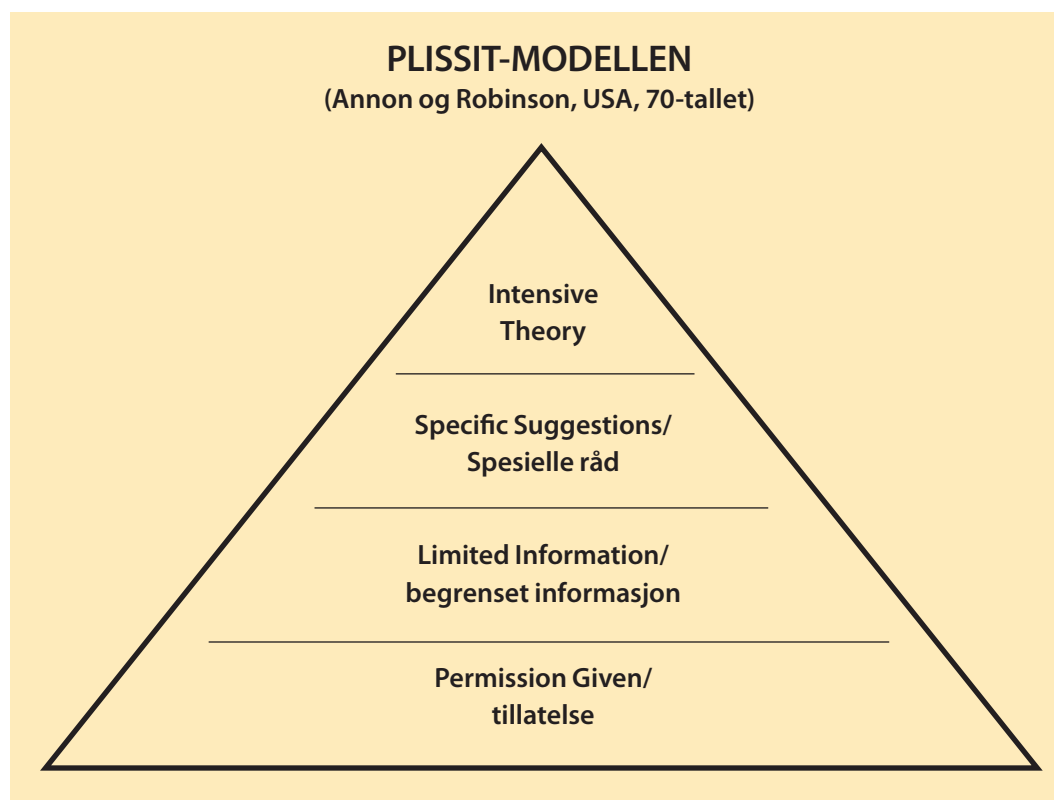 PLISSIT-MODELLEN
(Annon og Robinson, USA, 70-tallet)
Intensive
Theory
Specific Suggestions/
Spesielle råd
Limited Information/
begrenset informasjon
Permission Given/
tillatelse